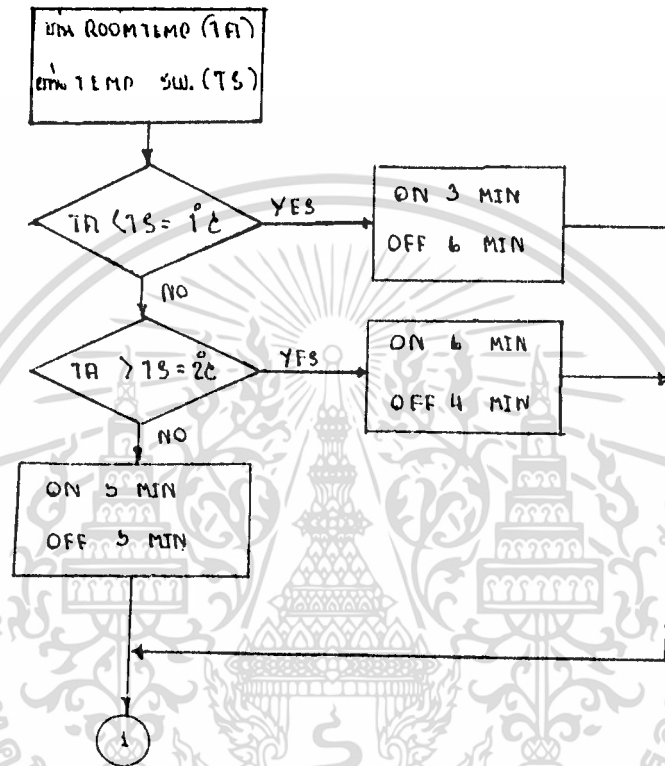 ROOMTEMP (TA)
TEMP SW. (TS)
TA < TS = 1°C
YES
ON 3 MIN
OFF 6 MIN
NO
TA > TS = 2°C
YES
ON 6 MIN
OFF 4 MIN
NO
ON 5 MIN
OFF 5 MIN
1